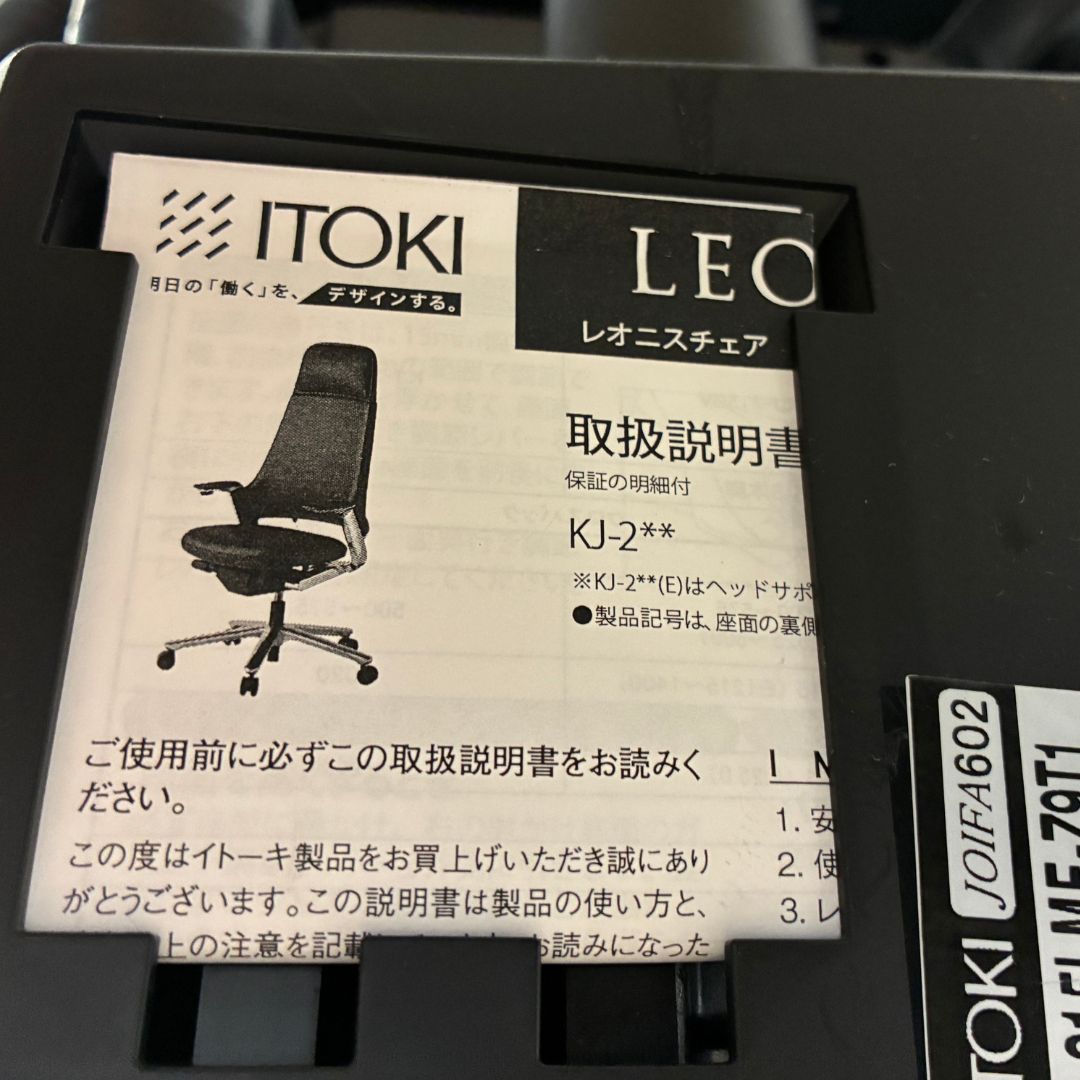 ITOKI
明日の「働く」を、デザインする。
LEO
レオニスチェア
取扱説明書
保証の明細付
KJ-2**
※KJ-2**(E)はヘッドサポ
●製品記号は、座面の裏側
ご使用前に必ずこの取扱説明書をお読みく
ださい。
この度はイトーキ製品をお買上げいただき誠にあり
がとうございます。この説明書は製品の使い方と、
上の注意を記載
お読みになった
I N
1. 安
2. 使
3. レ
ITOKI
JOIFA602